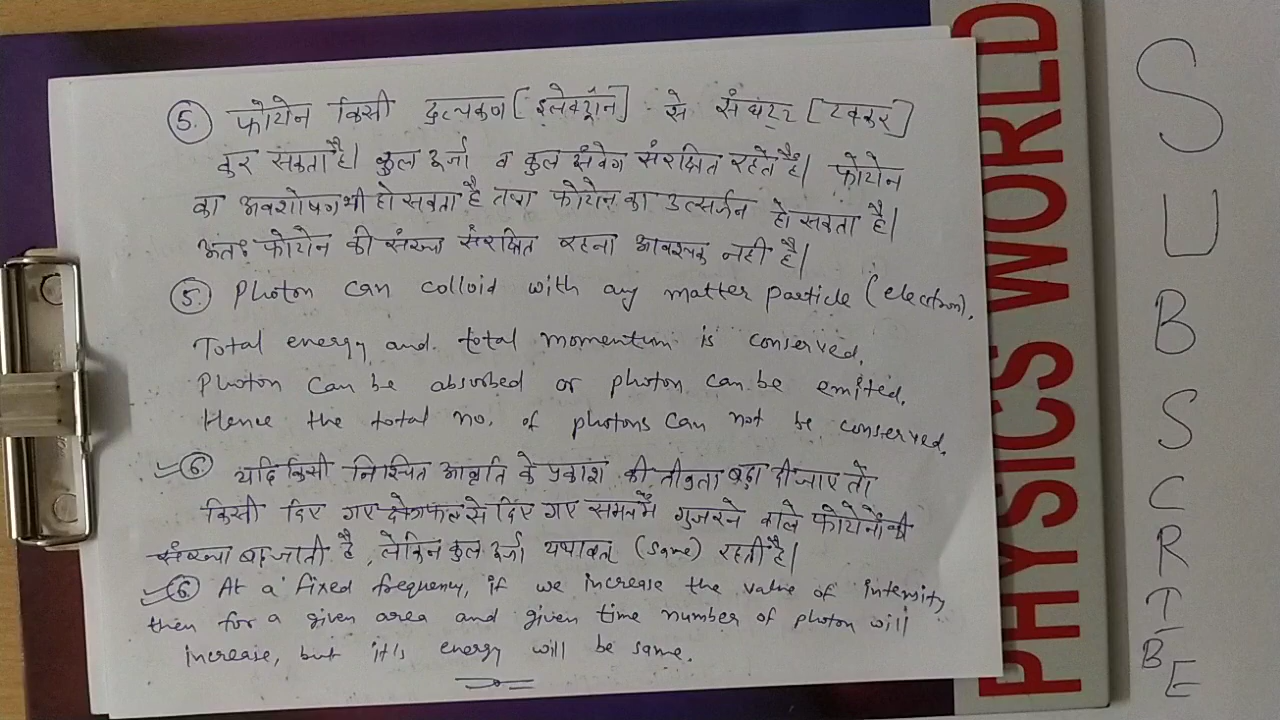 5. फोटोन किसी द्रव्यकण [इलेक्ट्रॉन] से संघट्ट [टक्कर]
कर सकता है। कुल ऊर्जा व कुल संवेग संरक्षित रहते हैं। फोटोन
का अवशोषण भी हो सकता है तथा फोटोन का उत्सर्जन हो सकता है।
अतः फोटोन की संख्या संरक्षित रहना आवश्यक नही है।
5. Photon can colloid with any matter particle (electron).
Total energy and total momentum is conserved.
Photon can be absorbed or photon can be emitted.
Hence the total no. of photons can not be conserved.
6 यदि किसी निश्चित आवृति के प्रकाश की तीव्रता बढ़ा दी जाए तो
किसी दिए गए क्षेत्रफल से दिए गए समय में गुजरने वाले फोटोनों की
संख्या बढ़ जाती है, लेकिन कुल ऊर्जा यथावत् (same) रहती है।
6 At a fixed frequency, if we increase the value of intensity
then for a given area and given time number of photon will
increase, but it's energy will be same.
PHYSICS WORLD
SUBSCRIBE